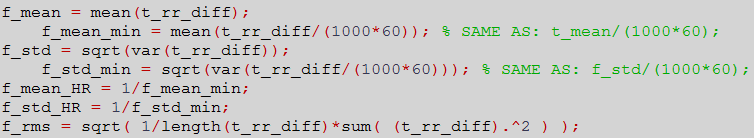 f_mean = mean(t_rr_diff);
    f_mean_min = mean(t_rr_diff/(1000*60)); % SAME AS: t_mean/(1000*60);
f_std = sqrt(var(t_rr_diff));
    f_std_min = sqrt(var(t_rr_diff/(1000*60))); % SAME AS: f_std/(1000*60);
f_mean_HR = 1/f_mean_min;
f_std_HR = 1/f_std_min;
f_rms = sqrt( 1/length(t_rr_diff)*sum( (t_rr_diff).^2 ) );